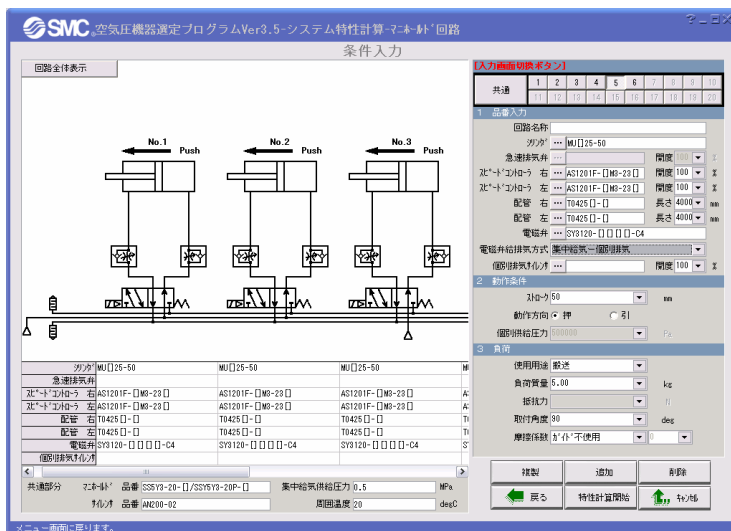 SMC。空気圧機器選定プログラムVer3.5-システム特性計算-マニホールド回路
条件入力
回路全体表示
No.1
Push
No.2
Push
No.3
Push
シリンダ MU[]25-50 MU[]25-50 MU[]25-50
急速排気弁
スピードコントローラ 右 AS1201F-[]M3-23[] AS1201F-[]M3-23[] AS1201F-[]M3-23[]
スピードコントローラ 左 AS1201F-[]M3-23[] AS1201F-[]M3-23[] AS1201F-[]M3-23[]
配管 右 T0425[]-[] T0425[]-[] T0425[]-[]
配管 左 T0425[]-[] T0425[]-[] T0425[]-[]
電磁弁 SY3120-[][][][]-C4 SY3120-[][][][]-C4 SY3120-[][][][]-C4
個別排気サイレンサ
共通部分 マニホールド 品番 SS5Y3-20-[]/SSY5Y3-20P-[] 集中給気供給圧力 0.5 MPa
サイレンサ 品番 AN200-02 周囲温度 20 degC
[入力画面切換ボタン]
共通 1 2 3 4 5 6 7 8 9 10
11 12 13 14 15 16 17 18 19 20
1 品番入力
回路名称
シリンダ ... MU[]25-50
急速排気弁 ... 開度 100 %
スピードコントローラ 右 ... AS1201F-[]M3-23[] 開度 100 %
スピードコントローラ 左 ... AS1201F-[]M3-23[] 開度 100 %
配管 右 ... T0425[]-[] 長さ 4000 mm
配管 左 ... T0425[]-[] 長さ 4000 mm
電磁弁 ... SY3120-[][][][]-C4
電磁弁給排気方式 集中給気-個別排気
個別排気サイレンサ ... 開度 100 %
2 動作条件
ストローク 50 mm
動作方向 押 引
個別供給圧力 500000 Pa
3 負荷
使用用途 搬送
負荷質量 5.00 kg
抵抗力 N
取付角度 90 deg
摩擦係数 ガイド不使用 0
複製 追加 削除
戻る 特性計算開始 キャンセル
メニュー画面に戻ります。